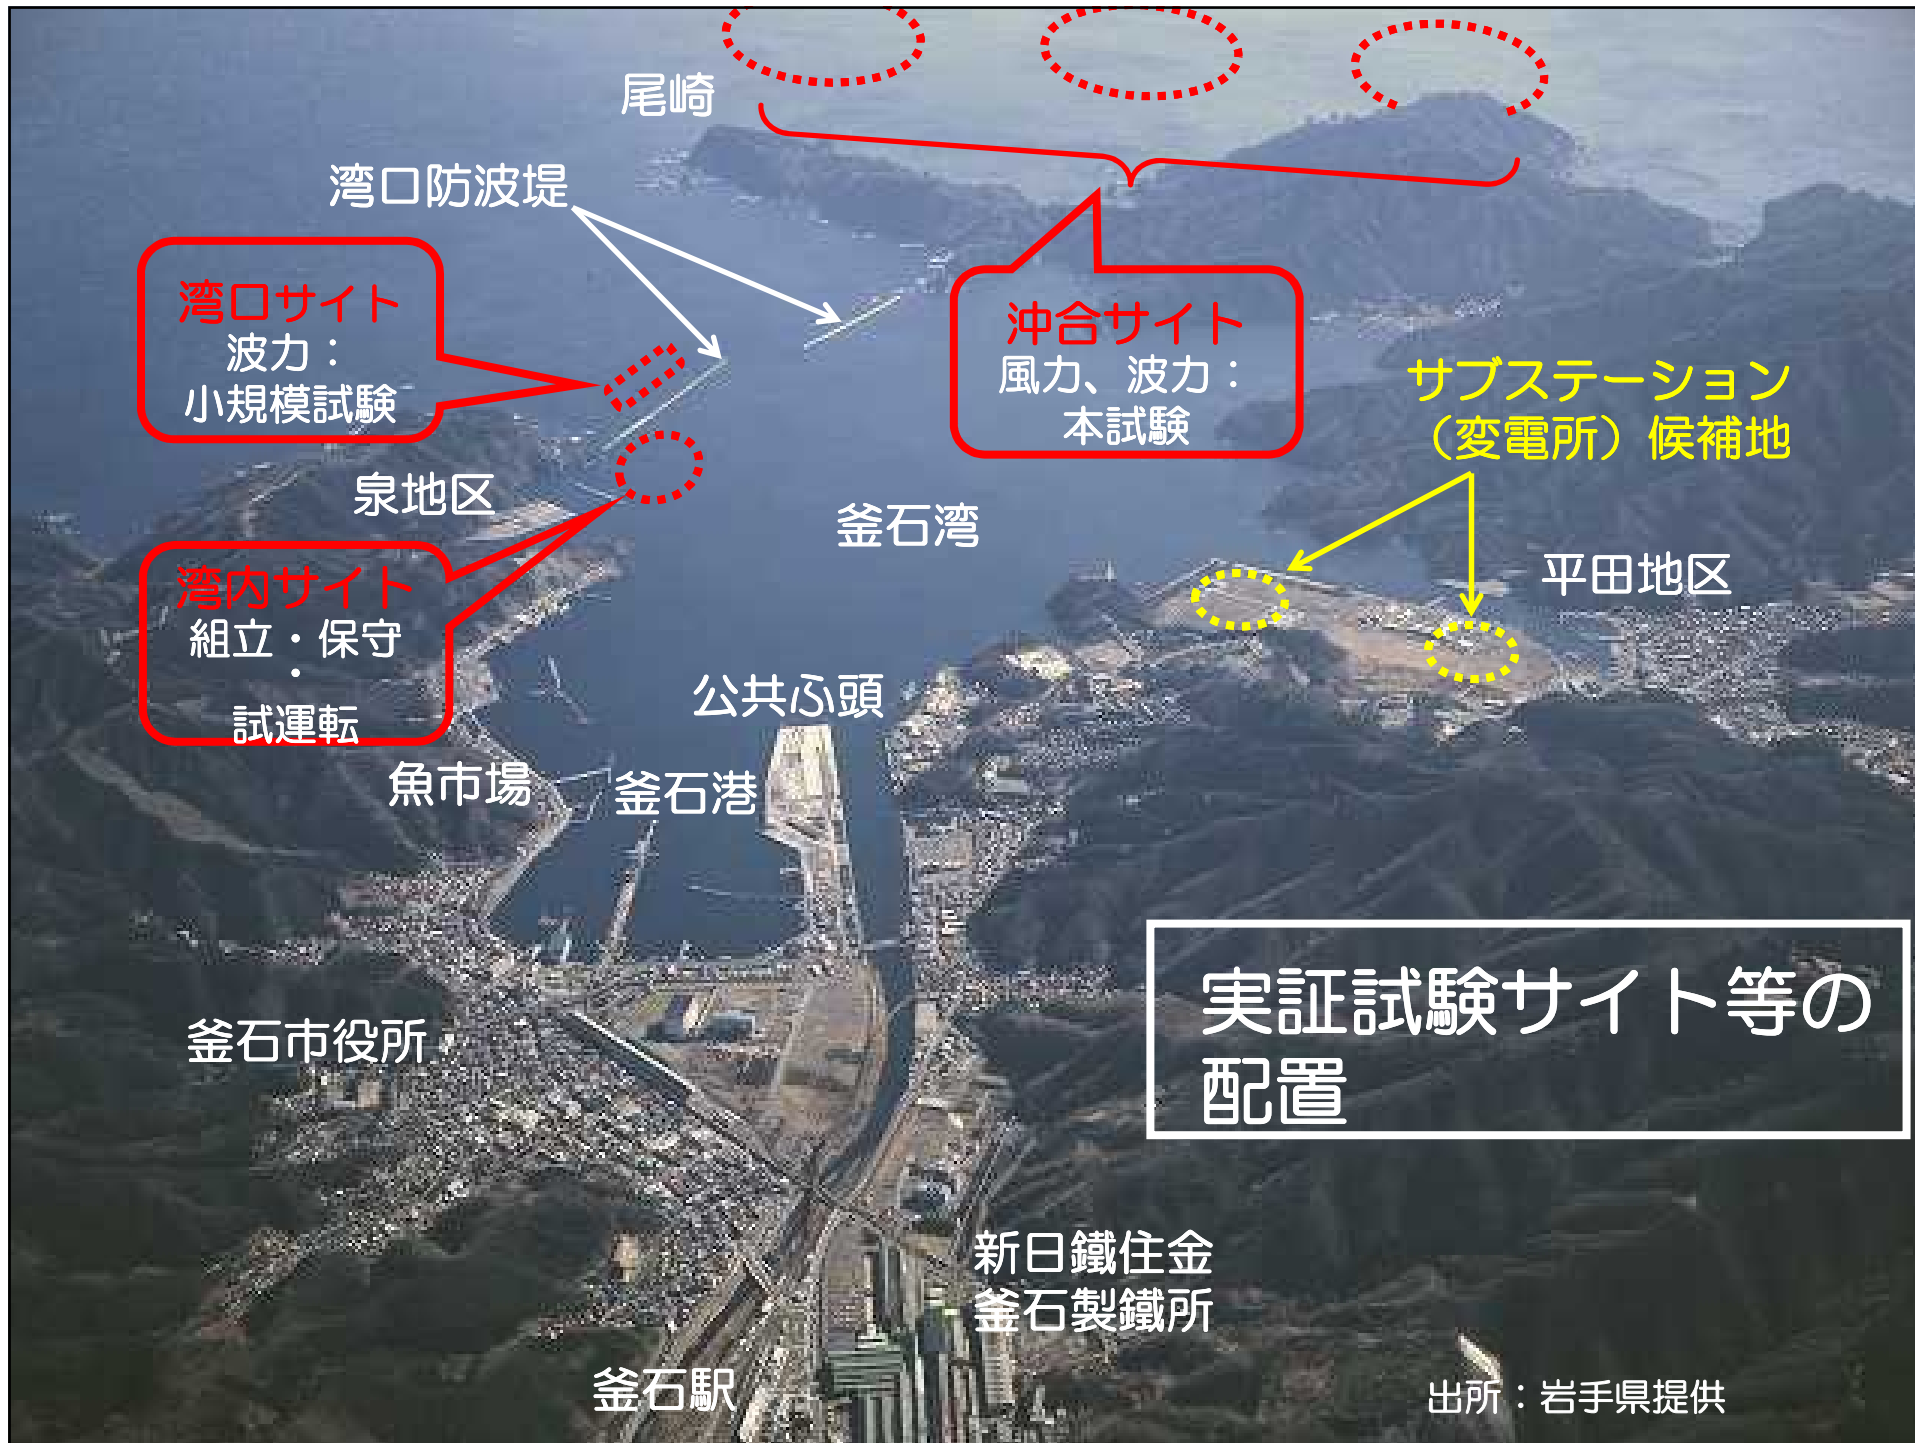 尾崎
湾口防波堤
湾口サイト
波力：
小規模試験
沖合サイト
風力、波力：
本試験
サブステーション
（変電所）候補地
泉地区
釜石湾
平田地区
湾内サイト
組立・保守
・
試運転
公共ふ頭
魚市場
釜石港
実証試験サイト等の
配置
釜石市役所
新日鐵住金
釜石製鐵所
釜石駅
出所：岩手県提供